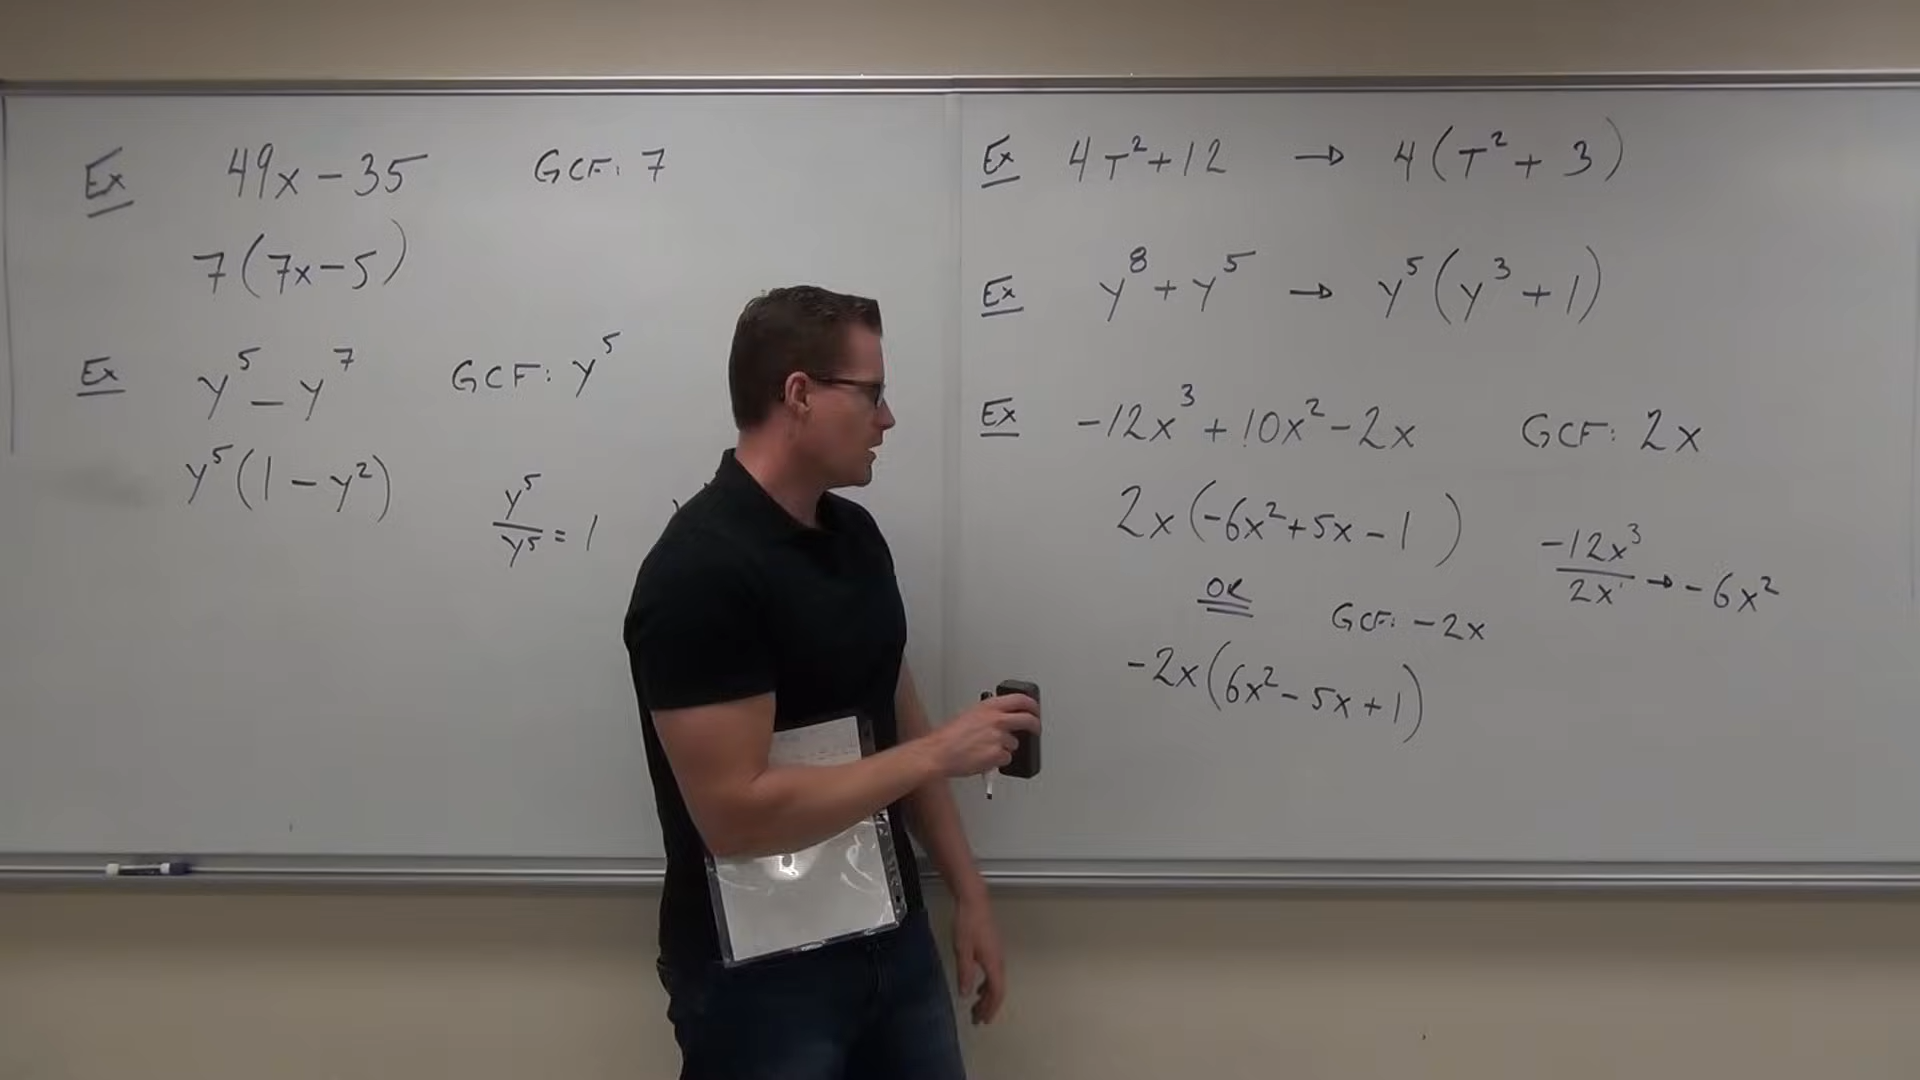 Ex 49x - 35 GCF: 7
7(7x - 5)
Ex y⁵ - y⁷ GCF: y⁵
y⁵(1 - y²)
y⁵/y⁵ = 1
Ex 4T² + 12 → 4(T² + 3)
Ex y⁸ + y⁵ → y⁵(y³ + 1)
Ex -12x³ + 10x² - 2x GCF: 2x
2x(-6x² + 5x - 1)
-12x³/2x¹ → -6x²
OR GCF: -2x
-2x(6x² - 5x + 1)